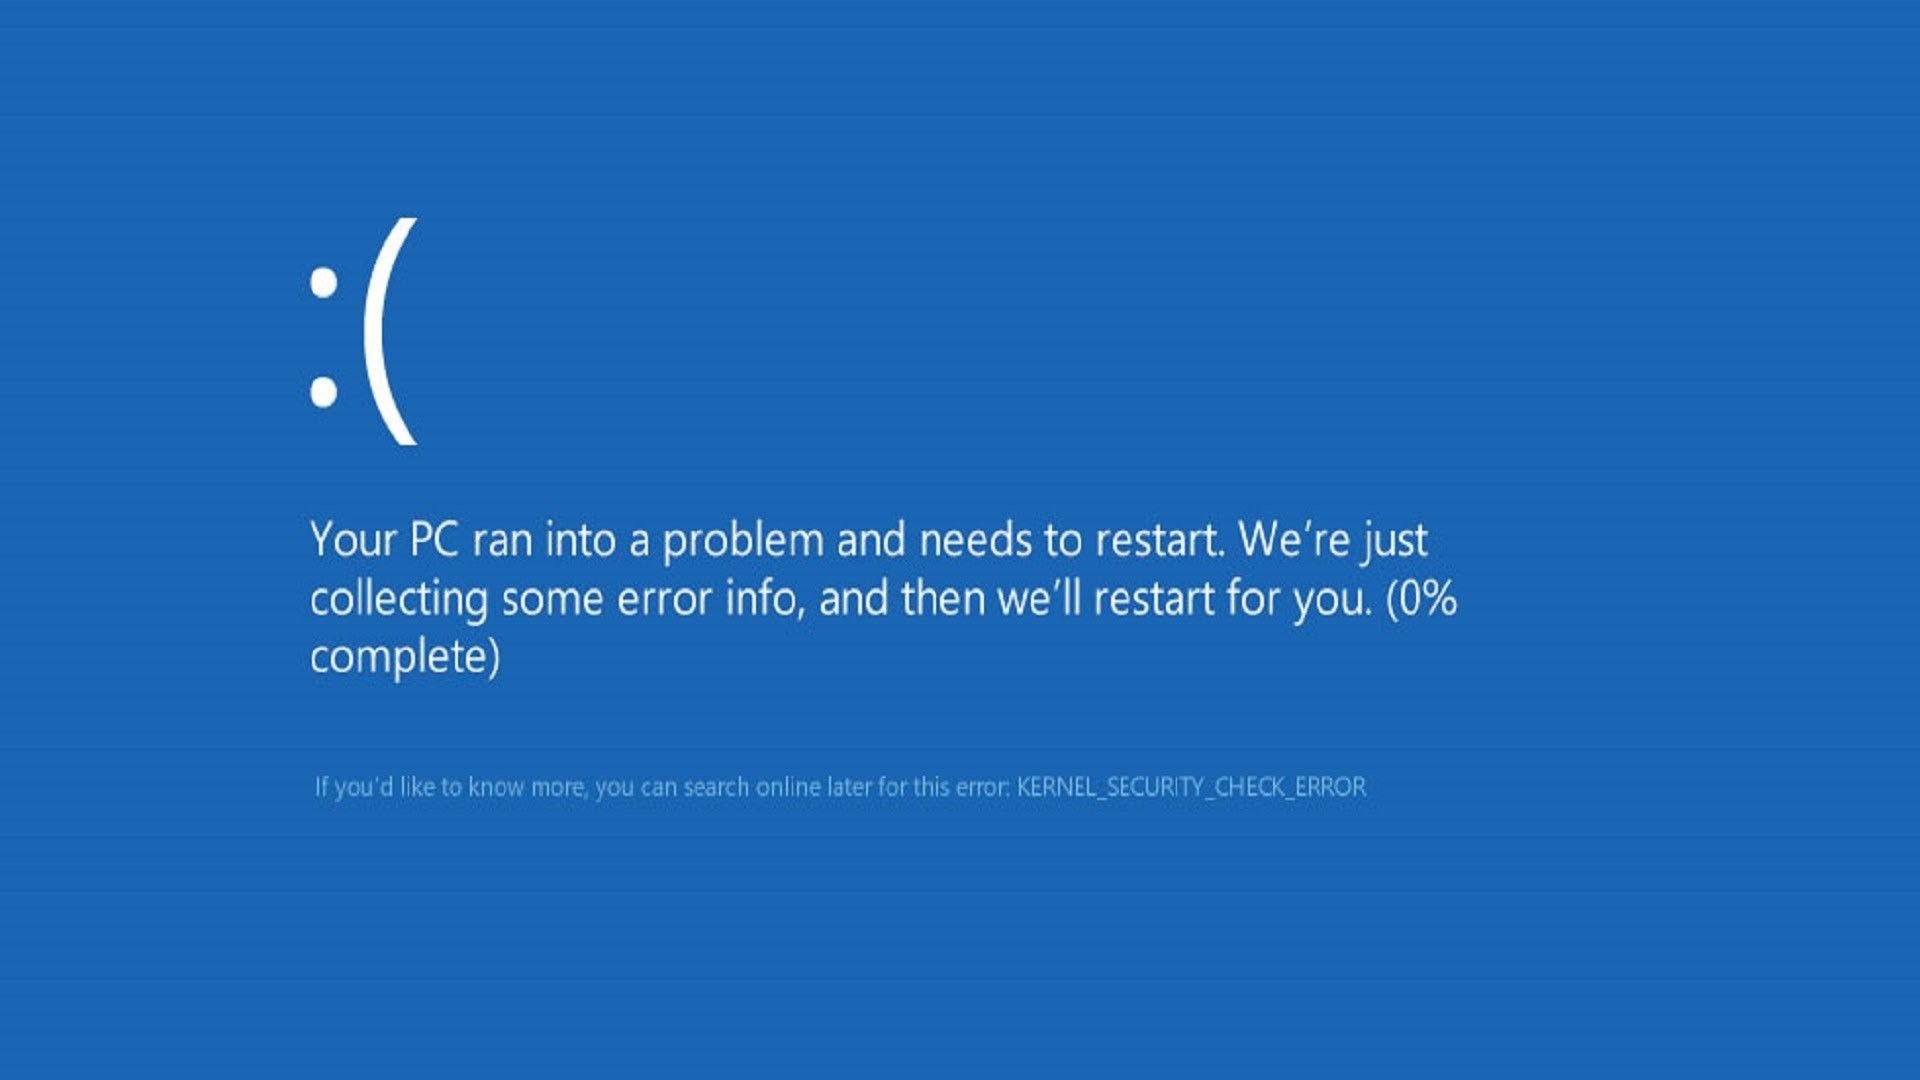 :(
Your PC ran into a problem and needs to restart. We’re just
collecting some error info, and then we’ll restart for you. (0%
complete)
If you’d like to know more, you can search online later for this error: KERNEL_SECURITY_CHECK_ERROR